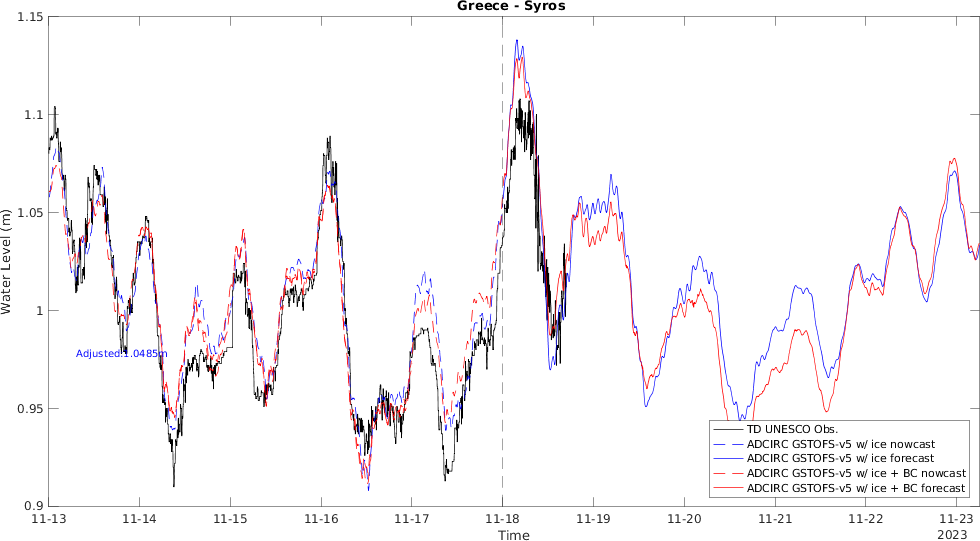 Greece - Syros
1.15
1.1
1.05
1
0.95
0.9
Water Level (m)
Adjusted:1.0485m
TD UNESCO Obs.
ADCIRC GSTOFS-v5 w/ ice nowcast
ADCIRC GSTOFS-v5 w/ ice forecast
ADCIRC GSTOFS-v5 w/ ice + BC nowcast
ADCIRC GSTOFS-v5 w/ ice + BC forecast
11-13 11-14 11-15 11-16 11-17 11-18 11-19 11-20 11-21 11-22 11-23
Time
2023